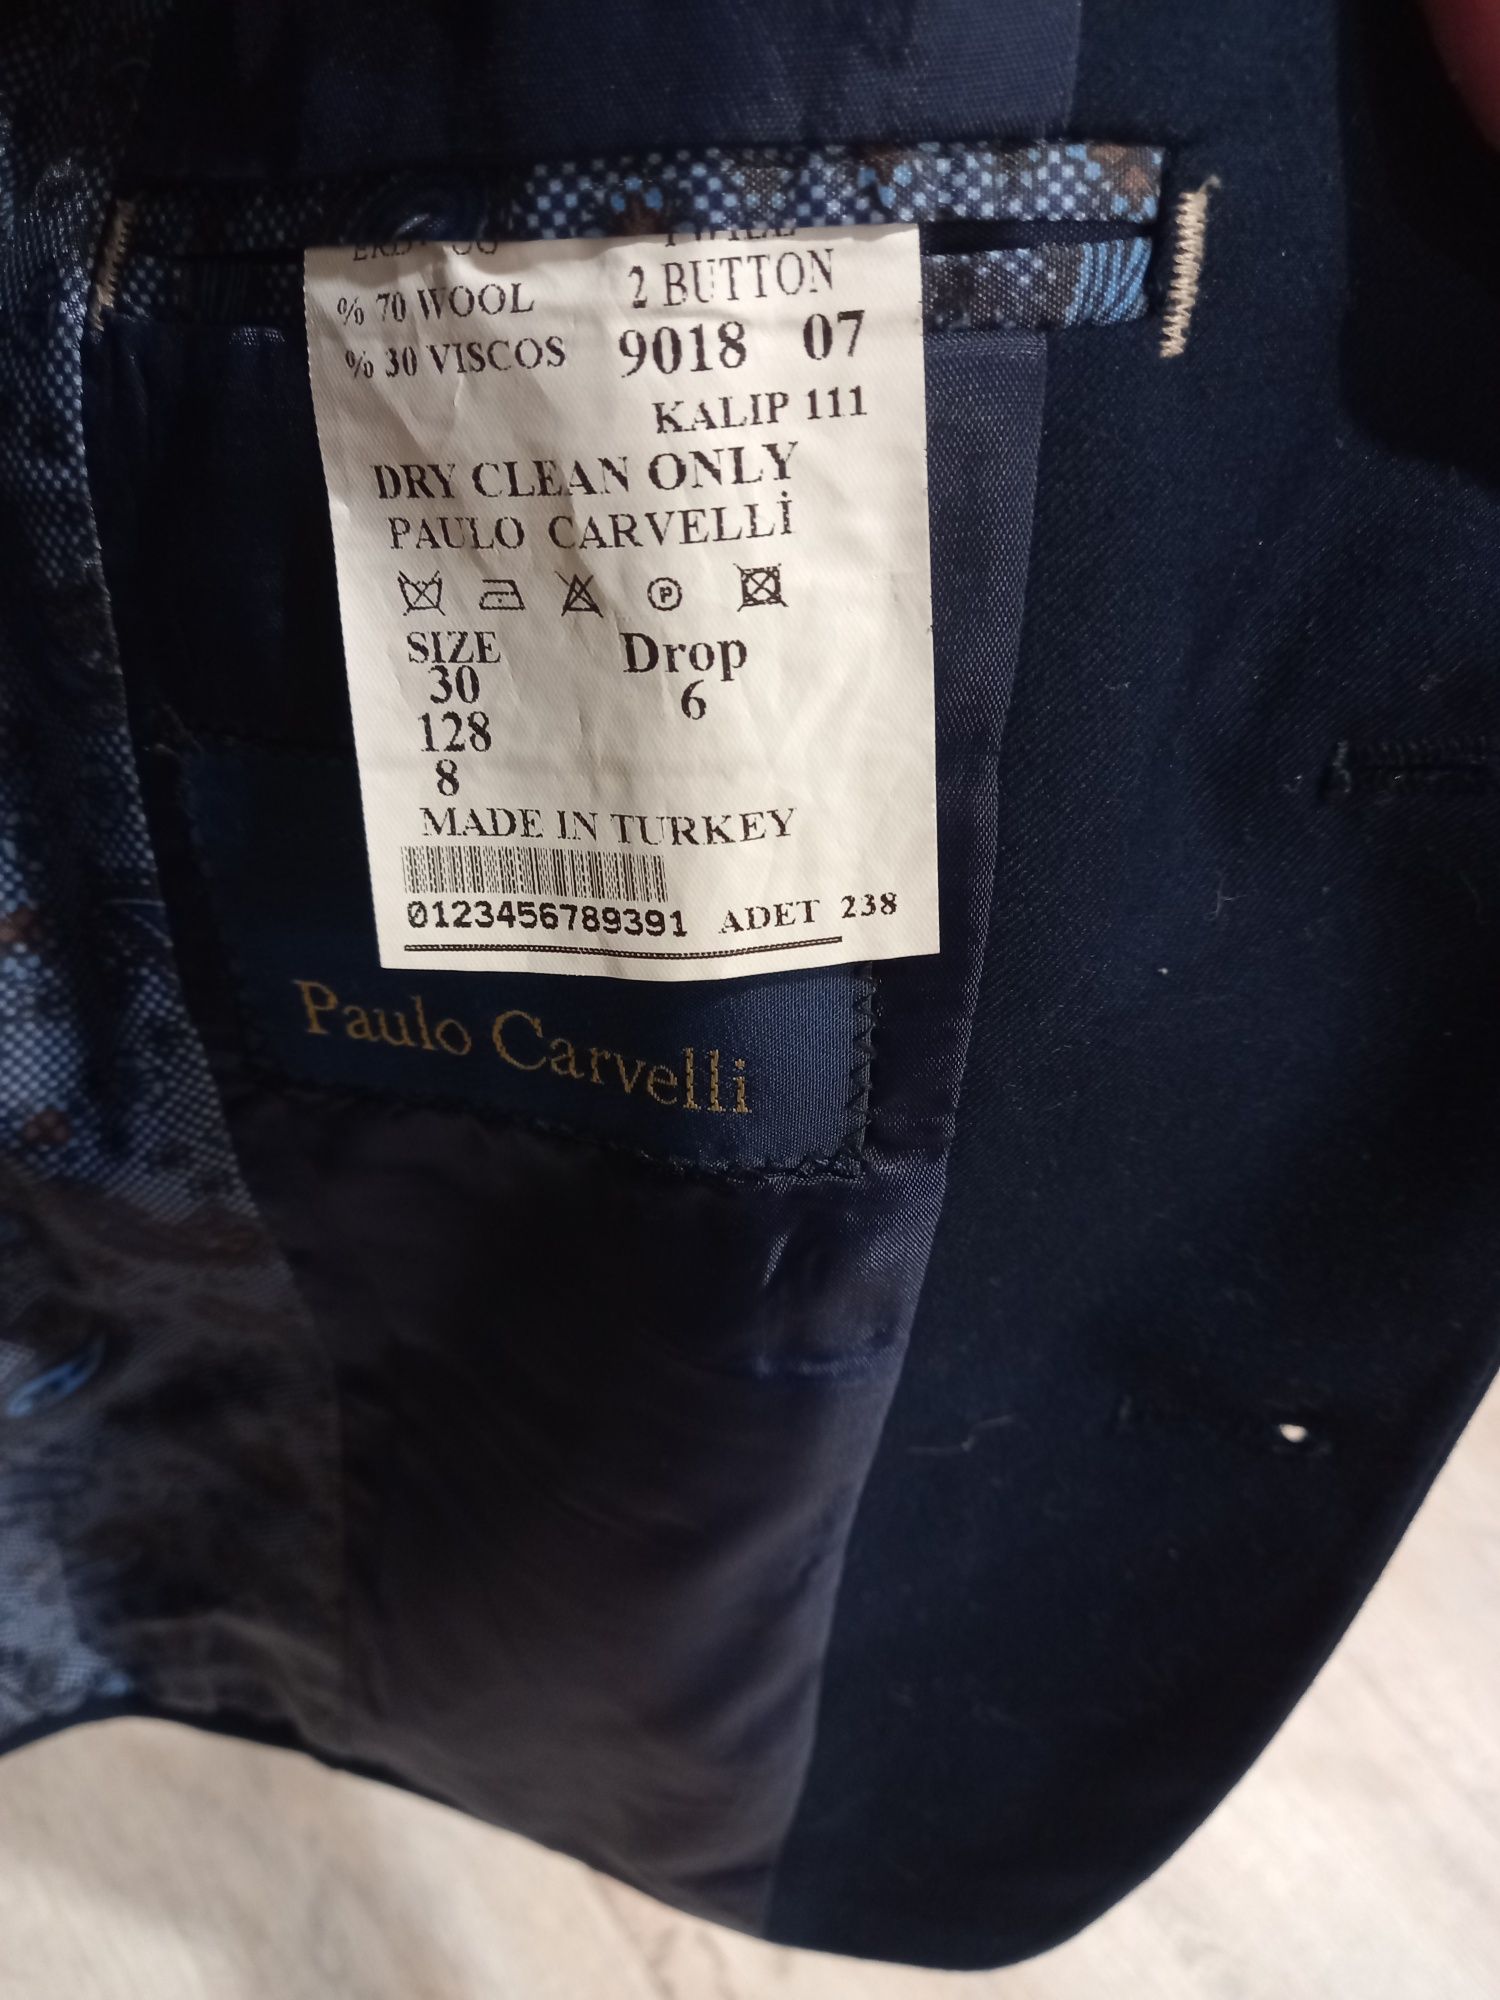 2 BUTTON
% 70 WOOL
% 30 VISCOS 9018 07
KALIP 111
DRY CLEAN ONLY
PAULO CARVELLİ
P
SIZE Drop
30 6
128
8
MADE IN TURKEY
0123456789391 ADET 238
Paulo Carvelli